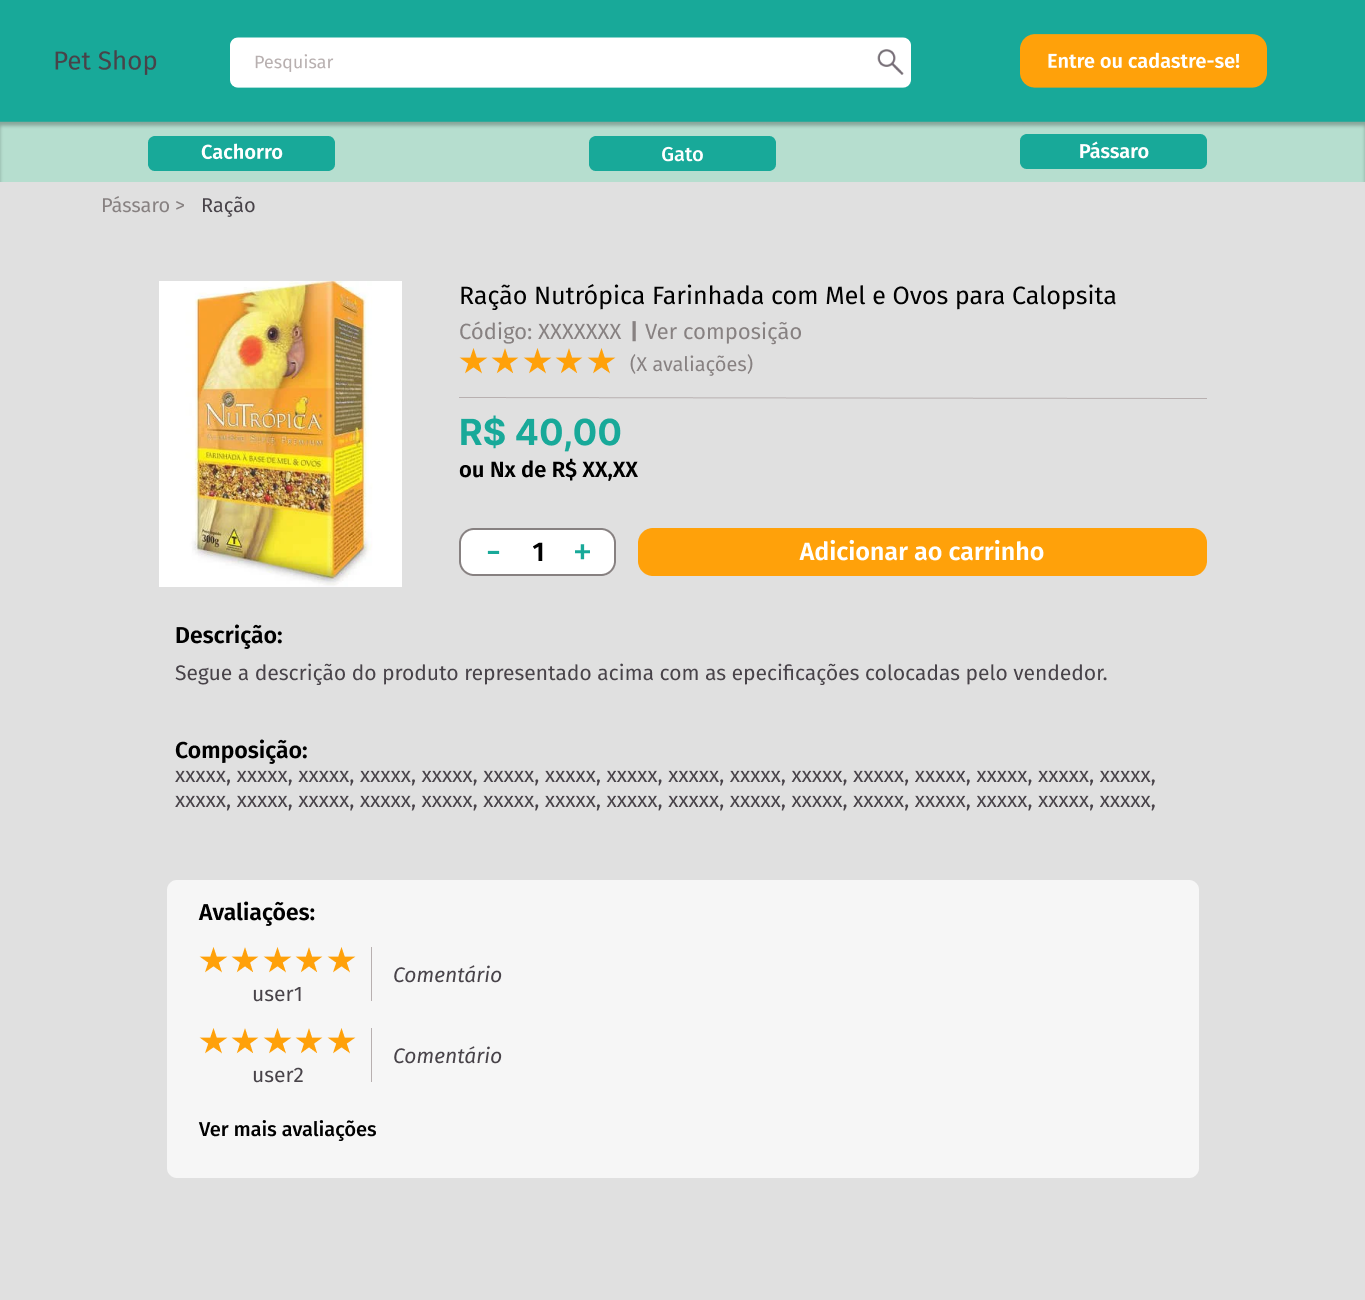 Pet Shop
Pesquisar
Entre ou cadastre-se!
Cachorro
Gato
Pássaro
Pássaro > Ração
Ração Nutrópica Farinhada com Mel e Ovos para Calopsita
Código: XXXXXXX | Ver composição
(X avaliações)
NUTRÓPICA
FARINHADA À BASE DE MEL & OVOS
300g
T
R$ 40,00
ou Nx de R$ XX,XX
- 1 +
Adicionar ao carrinho
Descrição:
Segue a descrição do produto representado acima com as epecificações colocadas pelo vendedor.
Composição:
xxxxx, xxxxx, xxxxx, xxxxx, xxxxx, xxxxx, xxxxx, xxxxx, xxxxx, xxxxx, xxxxx, xxxxx, xxxxx, xxxxx, xxxxx, xxxxx,
xxxxx, xxxxx, xxxxx, xxxxx, xxxxx, xxxxx, xxxxx, xxxxx, xxxxx, xxxxx, xxxxx, xxxxx, xxxxx, xxxxx, xxxxx, xxxxx,
Avaliações:
Comentário
user1
Comentário
user2
Ver mais avaliações